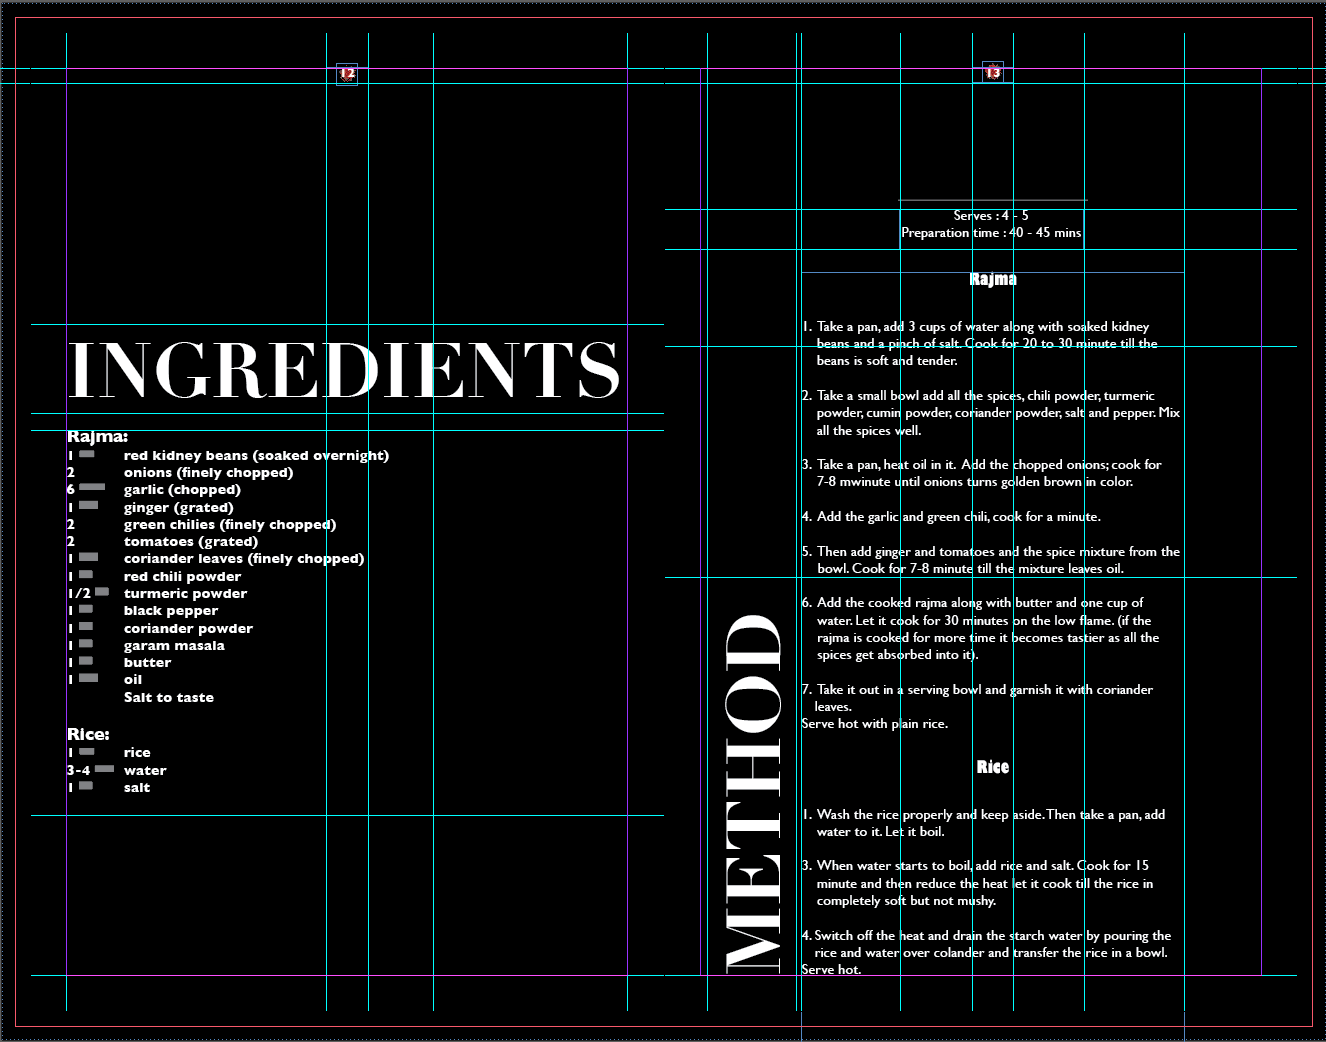 12
INGREDIENTS
Rajma:
1 red kidney beans (soaked overnight)
2 onions (finely chopped)
6 garlic (chopped)
1 ginger (grated)
2 green chilies (finely chopped)
2 tomatoes (grated)
1 coriander leaves (finely chopped)
1 red chili powder
1/2 turmeric powder
1 black pepper
1 coriander powder
1 garam masala
1 butter
1 oil
Salt to taste
Rice:
1 rice
3-4 water
1 salt
13
Serves : 4 - 5
Preparation time : 40 - 45 mins
METHOD
Rajma
1. Take a pan, add 3 cups of water along with soaked kidney
beans and a pinch of salt. Cook for 20 to 30 minute till the
beans is soft and tender.
2. Take a small bowl add all the spices, chili powder, turmeric
powder, cumin powder, coriander powder, salt and pepper. Mix
all the spices well.
3. Take a pan, heat oil in it. Add the chopped onions; cook for
7-8 mwinute until onions turns golden brown in color.
4. Add the garlic and green chili, cook for a minute.
5. Then add ginger and tomatoes and the spice mixture from the
bowl. Cook for 7-8 minute till the mixture leaves oil.
6. Add the cooked rajma along with butter and one cup of
water. Let it cook for 30 minutes on the low flame. (if the
rajma is cooked for more time it becomes tastier as all the
spices get absorbed into it).
7. Take it out in a serving bowl and garnish it with coriander
leaves.
Serve hot with plain rice.
Rice
1. Wash the rice properly and keep aside. Then take a pan, add
water to it. Let it boil.
3. When water starts to boil, add rice and salt. Cook for 15
minute and then reduce the heat let it cook till the rice in
completely soft but not mushy.
4. Switch off the heat and drain the starch water by pouring the
rice and water over colander and transfer the rice in a bowl.
Serve hot.